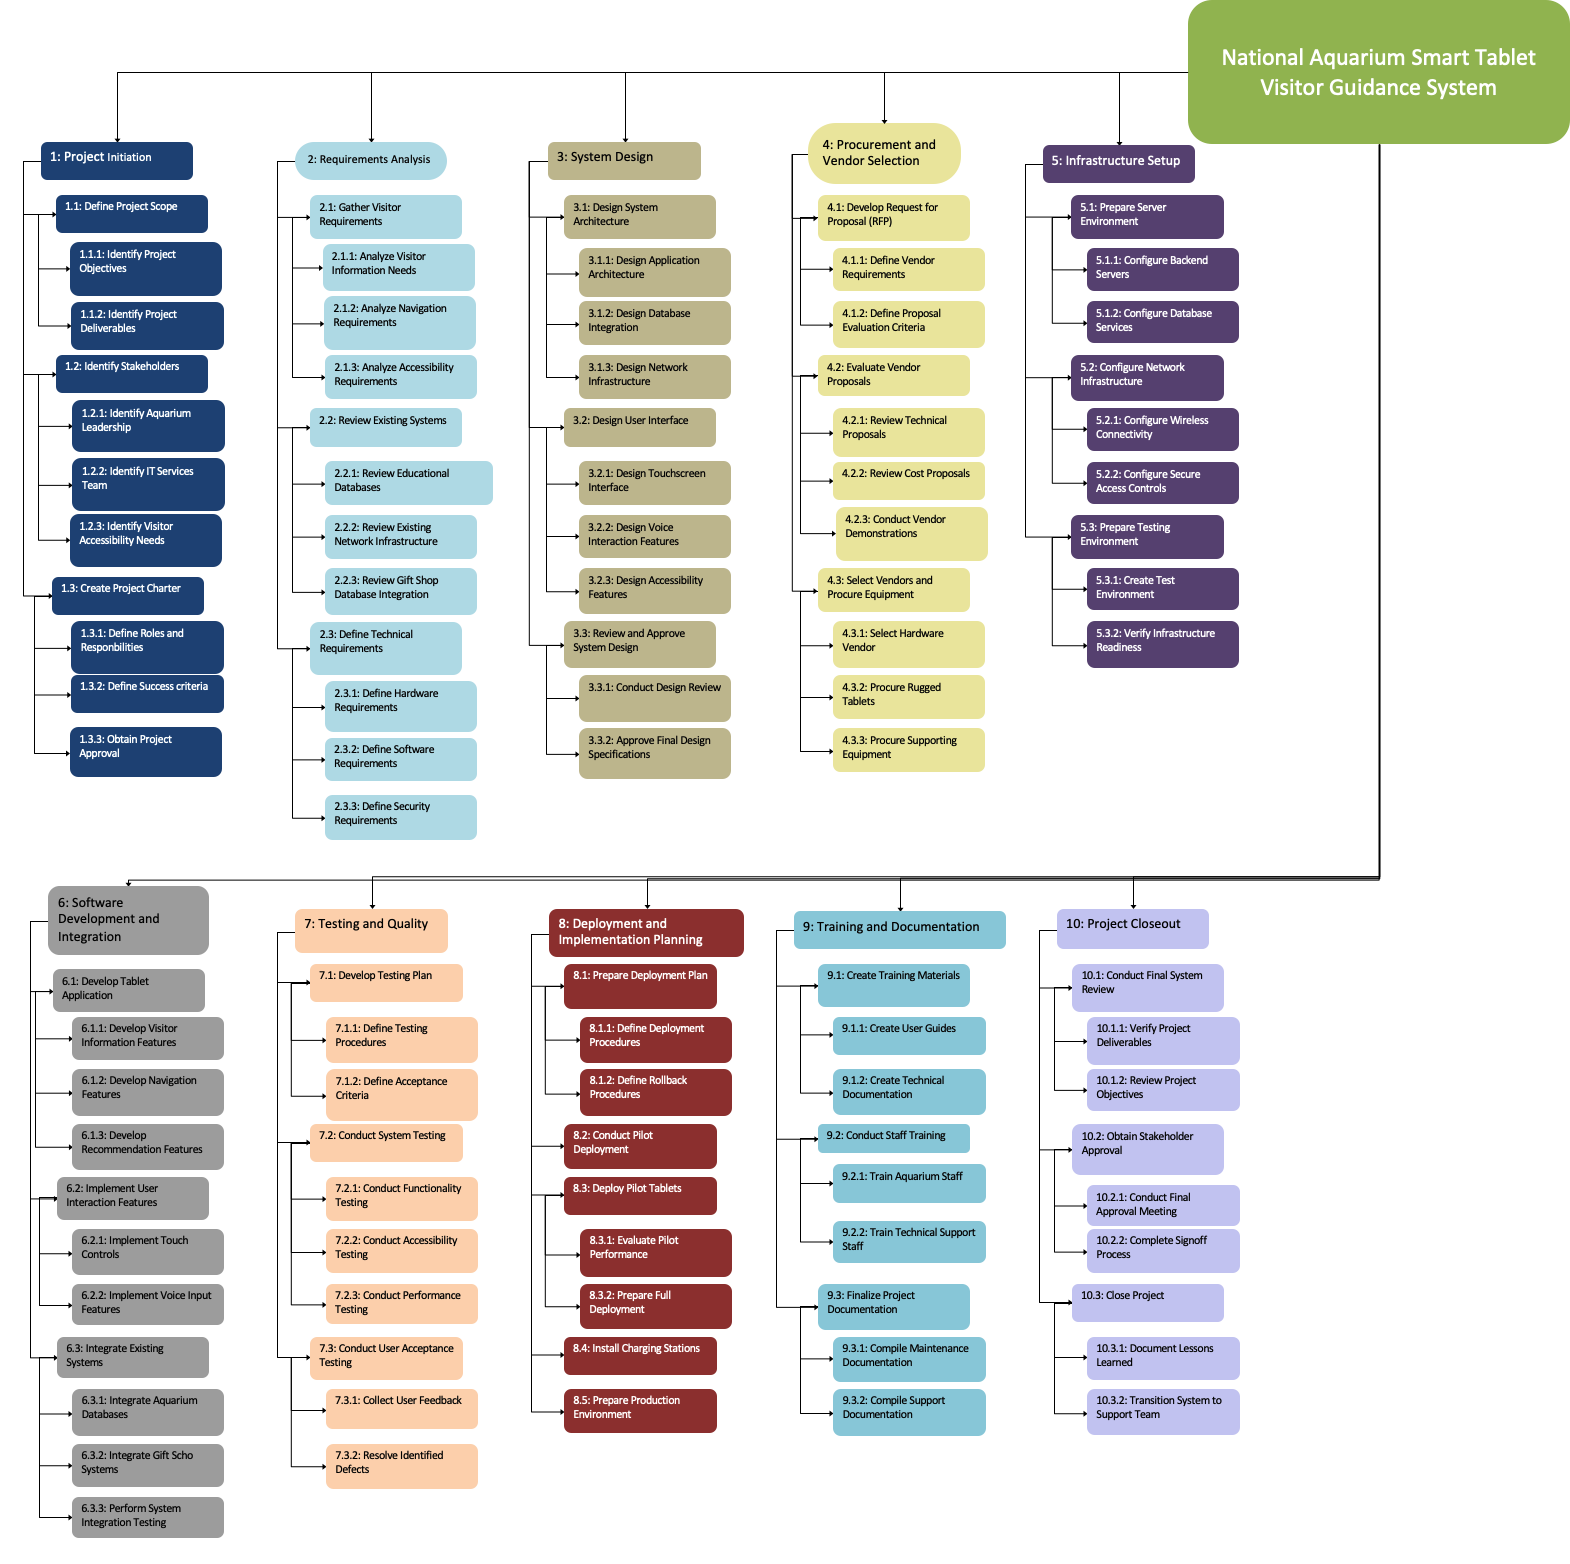 National Aquarium Smart Tablet
Visitor Guidance System
1: Project Initiation
1.1: Define Project Scope
1.1.1: Identify Project
Objectives
1.1.2: Identify Project
Deliverables
1.2: Identify Stakeholders
1.2.1: Identify Aquarium
Leadership
1.2.2: Identify IT Services
Team
1.2.3: Identify Visitor
Accessibility Needs
1.3: Create Project Charter
1.3.1: Define Roles and
Responbilities
1.3.2: Define Success criteria
1.3.3: Obtain Project
Approval
2: Requirements Analysis
2.1: Gather Visitor
Requirements
2.1.1: Analyze Visitor
Information Needs
2.1.2: Analyze Navigation
Requirements
2.1.3: Analyze Accessibility
Requirements
2.2: Review Existing Systems
2.2.1: Review Educational
Databases
2.2.2: Review Existing
Network Infrastructure
2.2.3: Review Gift Shop
Database Integration
2.3: Define Technical
Requirements
2.3.1: Define Hardware
Requirements
2.3.2: Define Software
Requirements
2.3.3: Define Security
Requirements
3: System Design
3.1: Design System
Architecture
3.1.1: Design Application
Architecture
3.1.2: Design Database
Integration
3.1.3: Design Network
Infrastructure
3.2: Design User Interface
3.2.1: Design Touchscreen
Interface
3.2.2: Design Voice
Interaction Features
3.2.3: Design Accessibility
Features
3.3: Review and Approve
System Design
3.3.1: Conduct Design Review
3.3.2: Approve Final Design
Specifications
4: Procurement and
Vendor Selection
4.1: Develop Request for
Proposal (RFP)
4.1.1: Define Vendor
Requirements
4.1.2: Define Proposal
Evaluation Criteria
4.2: Evaluate Vendor
Proposals
4.2.1: Review Technical
Proposals
4.2.2: Review Cost Proposals
4.2.3: Conduct Vendor
Demonstrations
4.3: Select Vendors and
Procure Equipment
4.3.1: Select Hardware
Vendor
4.3.2: Procure Rugged
Tablets
4.3.3: Procure Supporting
Equipment
5: Infrastructure Setup
5.1: Prepare Server
Environment
5.1.1: Configure Backend
Servers
5.1.2: Configure Database
Services
5.2: Configure Network
Infrastructure
5.2.1: Configure Wireless
Connectivity
5.2.2: Configure Secure
Access Controls
5.3: Prepare Testing
Environment
5.3.1: Create Test
Environment
5.3.2: Verify Infrastructure
Readiness
6: Software
Development and
Integration
6.1: Develop Tablet
Application
6.1.1: Develop Visitor
Information Features
6.1.2: Develop Navigation
Features
6.1.3: Develop
Recommendation Features
6.2: Implement User
Interaction Features
6.2.1: Implement Touch
Controls
6.2.2: Implement Voice Input
Features
6.3: Integrate Existing
Systems
6.3.1: Integrate Aquarium
Databases
6.3.2: Integrate Gift Scho
Systems
6.3.3: Perform System
Integration Testing
7: Testing and Quality
7.1: Develop Testing Plan
7.1.1: Define Testing
Procedures
7.1.2: Define Acceptance
Criteria
7.2: Conduct System Testing
7.2.1: Conduct Functionality
Testing
7.2.2: Conduct Accessibility
Testing
7.2.3: Conduct Performance
Testing
7.3: Conduct User Acceptance
Testing
7.3.1: Collect User Feedback
7.3.2: Resolve Identified
Defects
8: Deployment and
Implementation Planning
8.1: Prepare Deployment Plan
8.1.1: Define Deployment
Procedures
8.1.2: Define Rollback
Procedures
8.2: Conduct Pilot
Deployment
8.3: Deploy Pilot Tablets
8.3.1: Evaluate Pilot
Performance
8.3.2: Prepare Full
Deployment
8.4: Install Charging Stations
8.5: Prepare Production
Environment
9: Training and Documentation
9.1: Create Training Materials
9.1.1: Create User Guides
9.1.2: Create Technical
Documentation
9.2: Conduct Staff Training
9.2.1: Train Aquarium Staff
9.2.2: Train Technical Support
Staff
9.3: Finalize Project
Documentation
9.3.1: Compile Maintenance
Documentation
9.3.2: Compile Support
Documentation
10: Project Closeout
10.1: Conduct Final System
Review
10.1.1: Verify Project
Deliverables
10.1.2: Review Project
Objectives
10.2: Obtain Stakeholder
Approval
10.2.1: Conduct Final
Approval Meeting
10.2.2: Complete Signoff
Process
10.3: Close Project
10.3.1: Document Lessons
Learned
10.3.2: Transition System to
Support Team